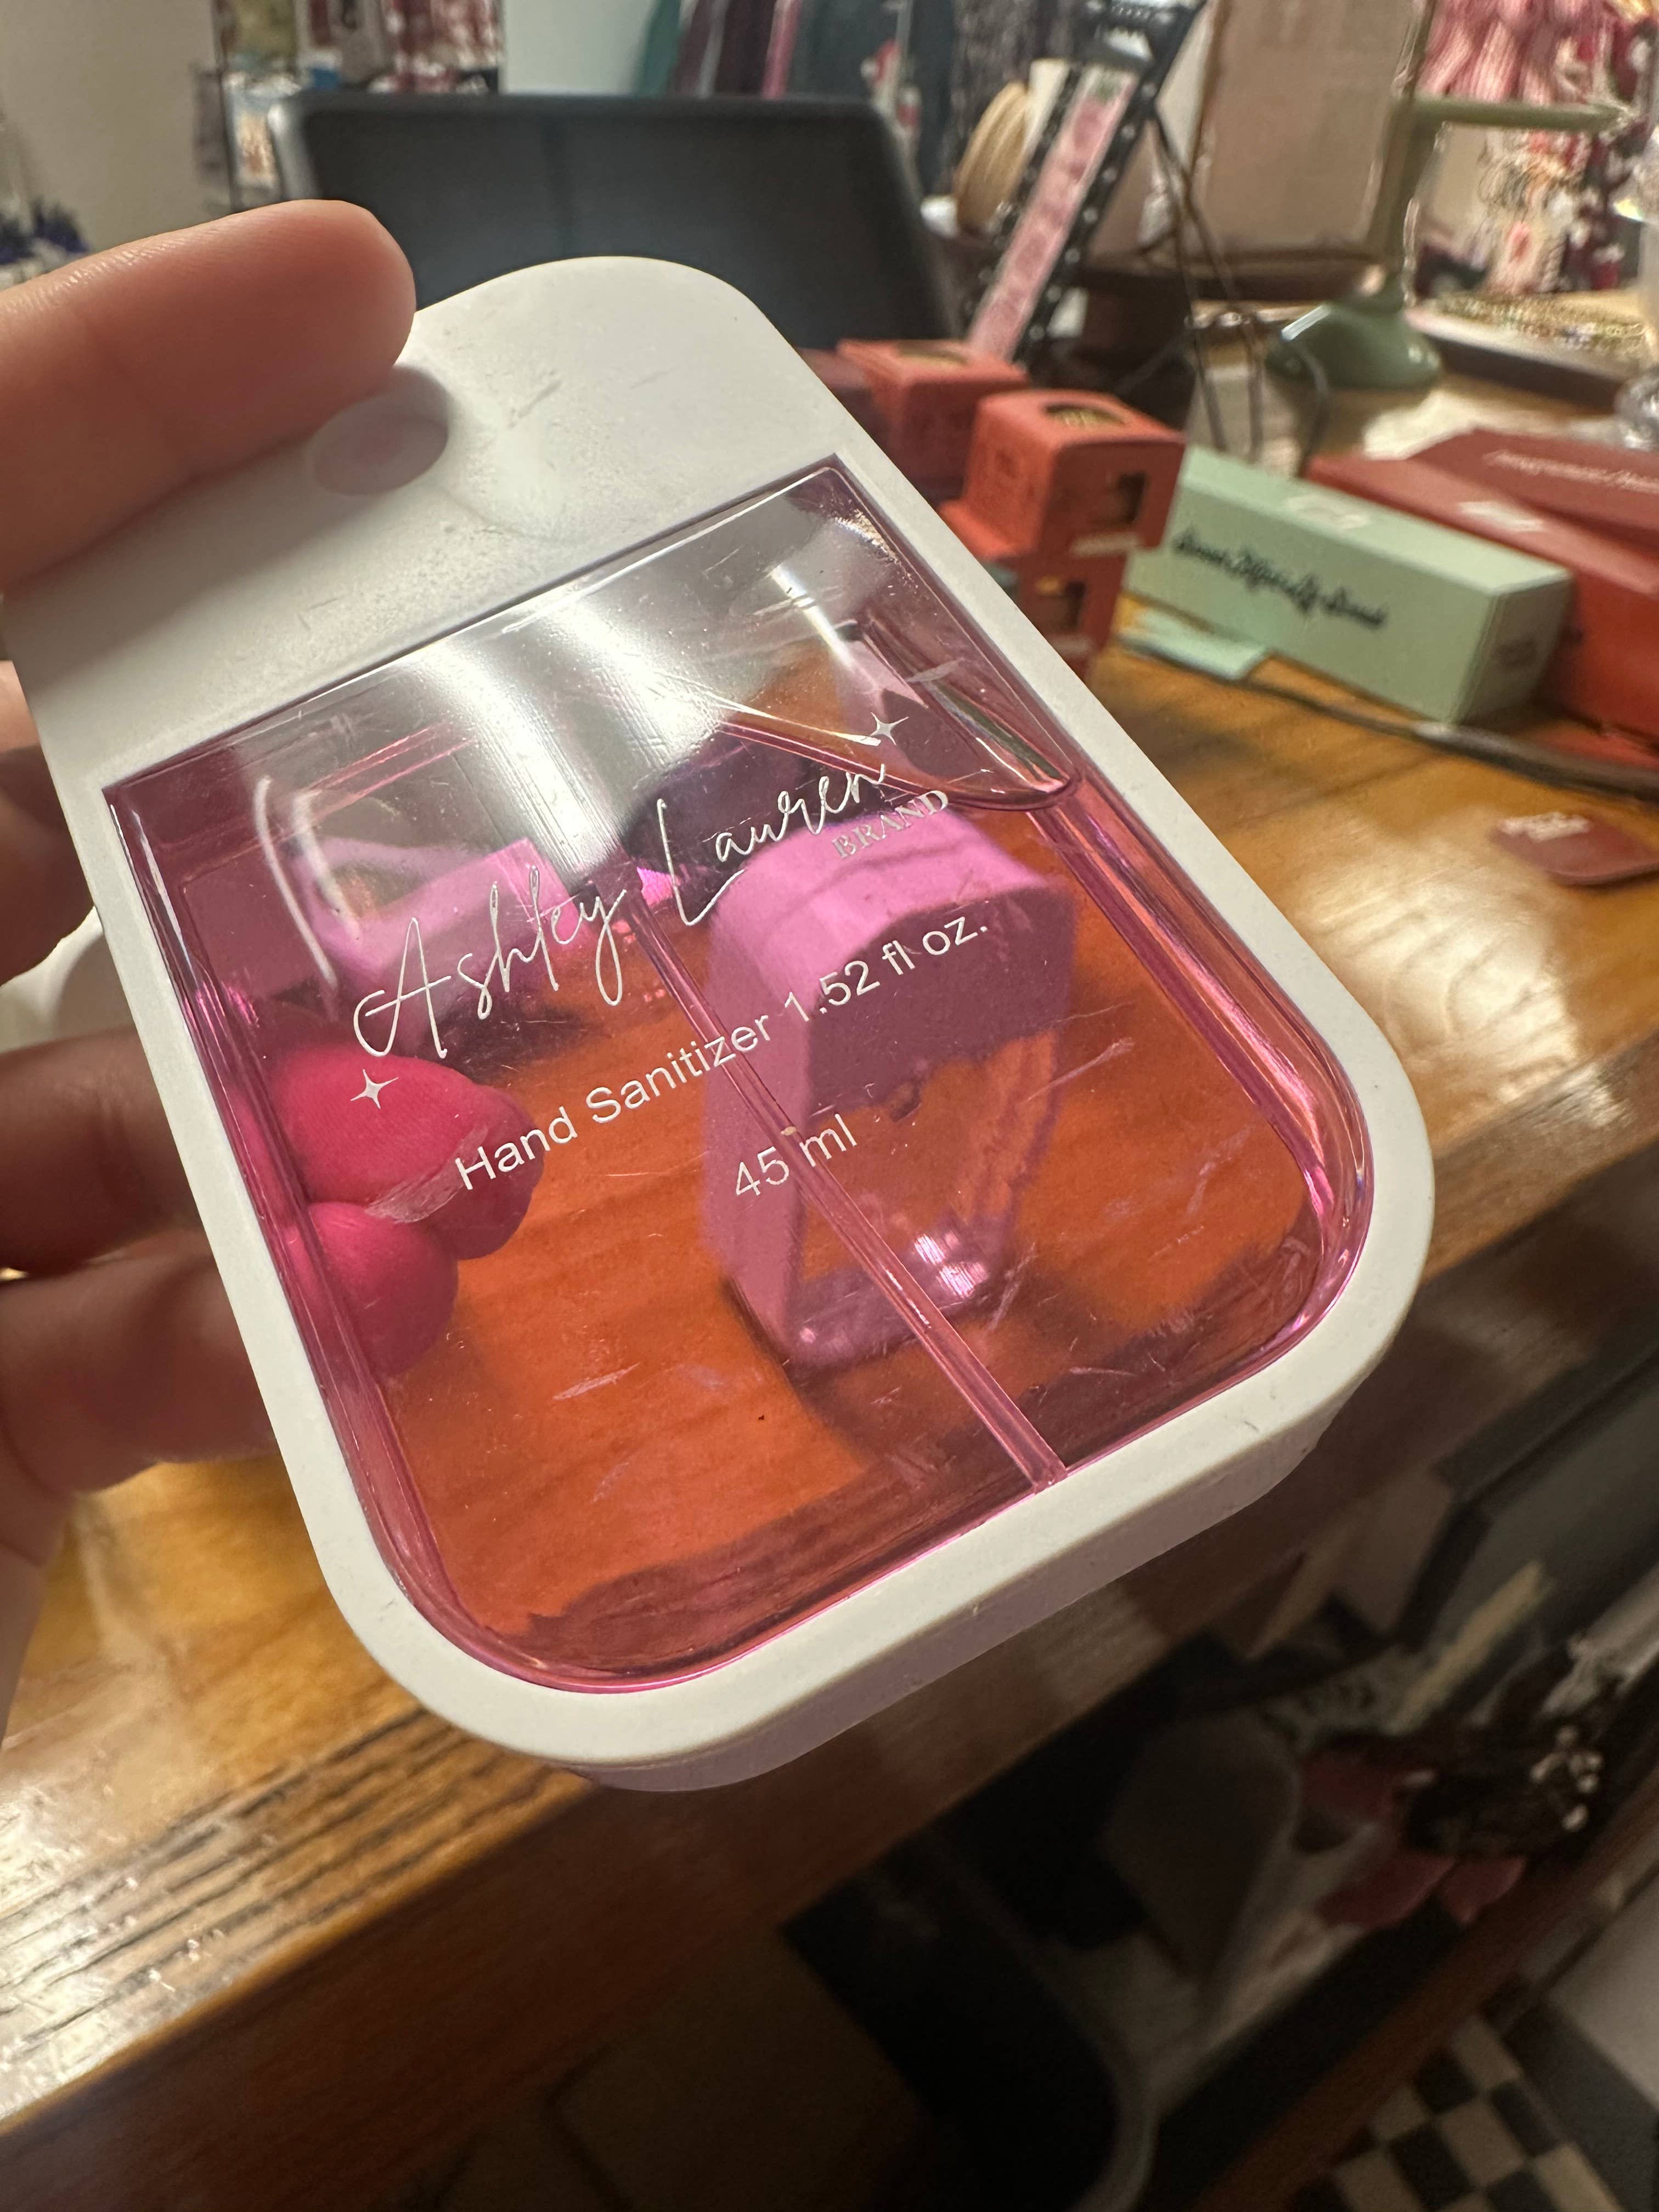 Ashley Lauren
BRAND
Hand Sanitizer 1.52 fl oz.
45 ml